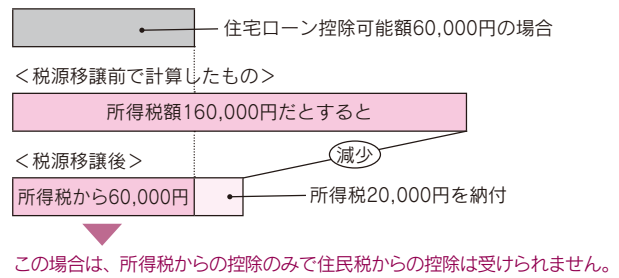 住宅ローン控除可能額60,000円の場合
＜税源移譲前で計算したもの＞
所得税額160,000円だとすると
減少
＜税源移譲後＞
所得税から60,000円
所得税20,000円を納付
この場合は、所得税からの控除のみで住民税からの控除は受けられません。